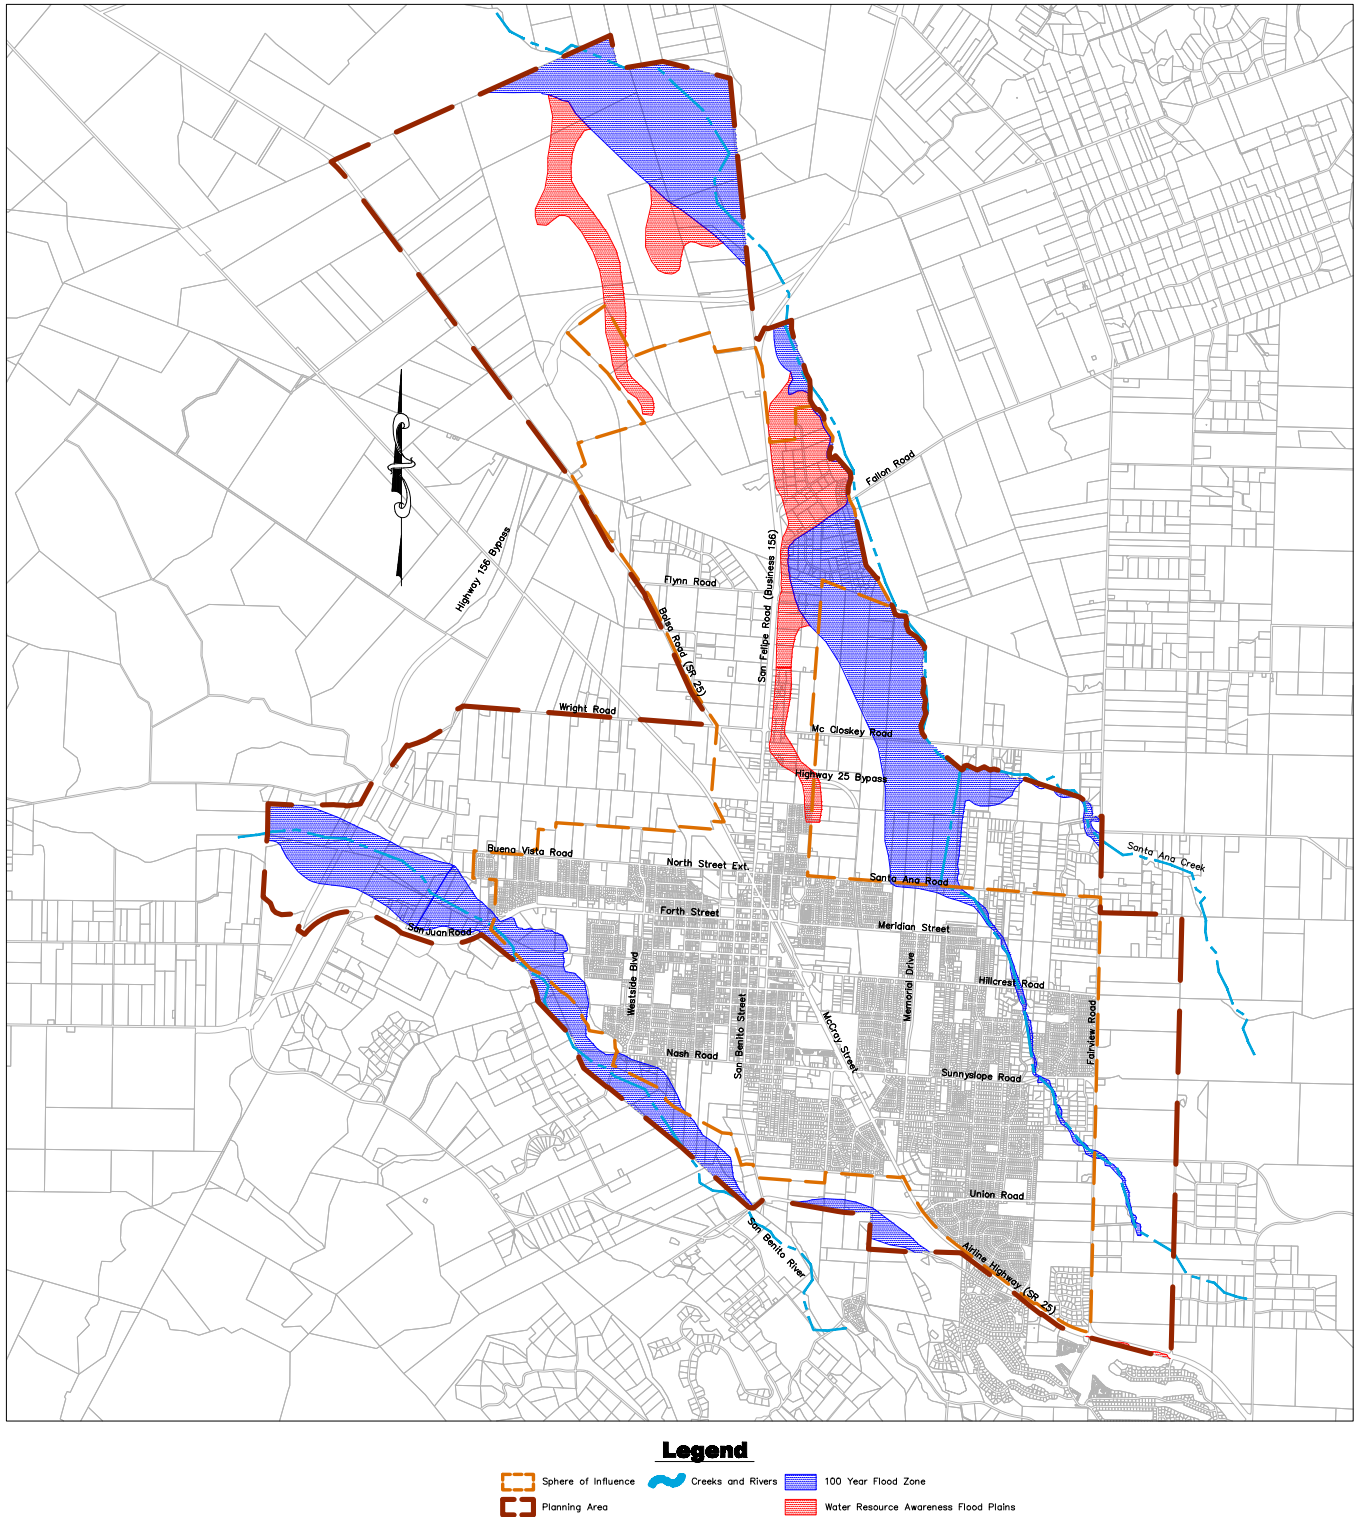 Fallon Road
Highway 156 Bypass
Flynn Road
San Felipe Road (Business 156)
Bolsa Road (SR 25)
Wright Road
Mc Closkey Road
Highway 25 Bypass
Buena Vista Road
North Street Ext.
Santa Ana Creek
Santa Ana Road
Forth Street
Meridian Street
San Juan Road
Westside Blvd
Memorial Drive
Hillcrest Road
San Benito Street
McCray Street
Fairview Road
Nash Road
Sunnyslope Road
Union Road
San Benito River
Airline Highway (SR 25)
Legend
Sphere of Influence
Creeks and Rivers
100 Year Flood Zone
Planning Area
Water Resource Awareness Flood Plains